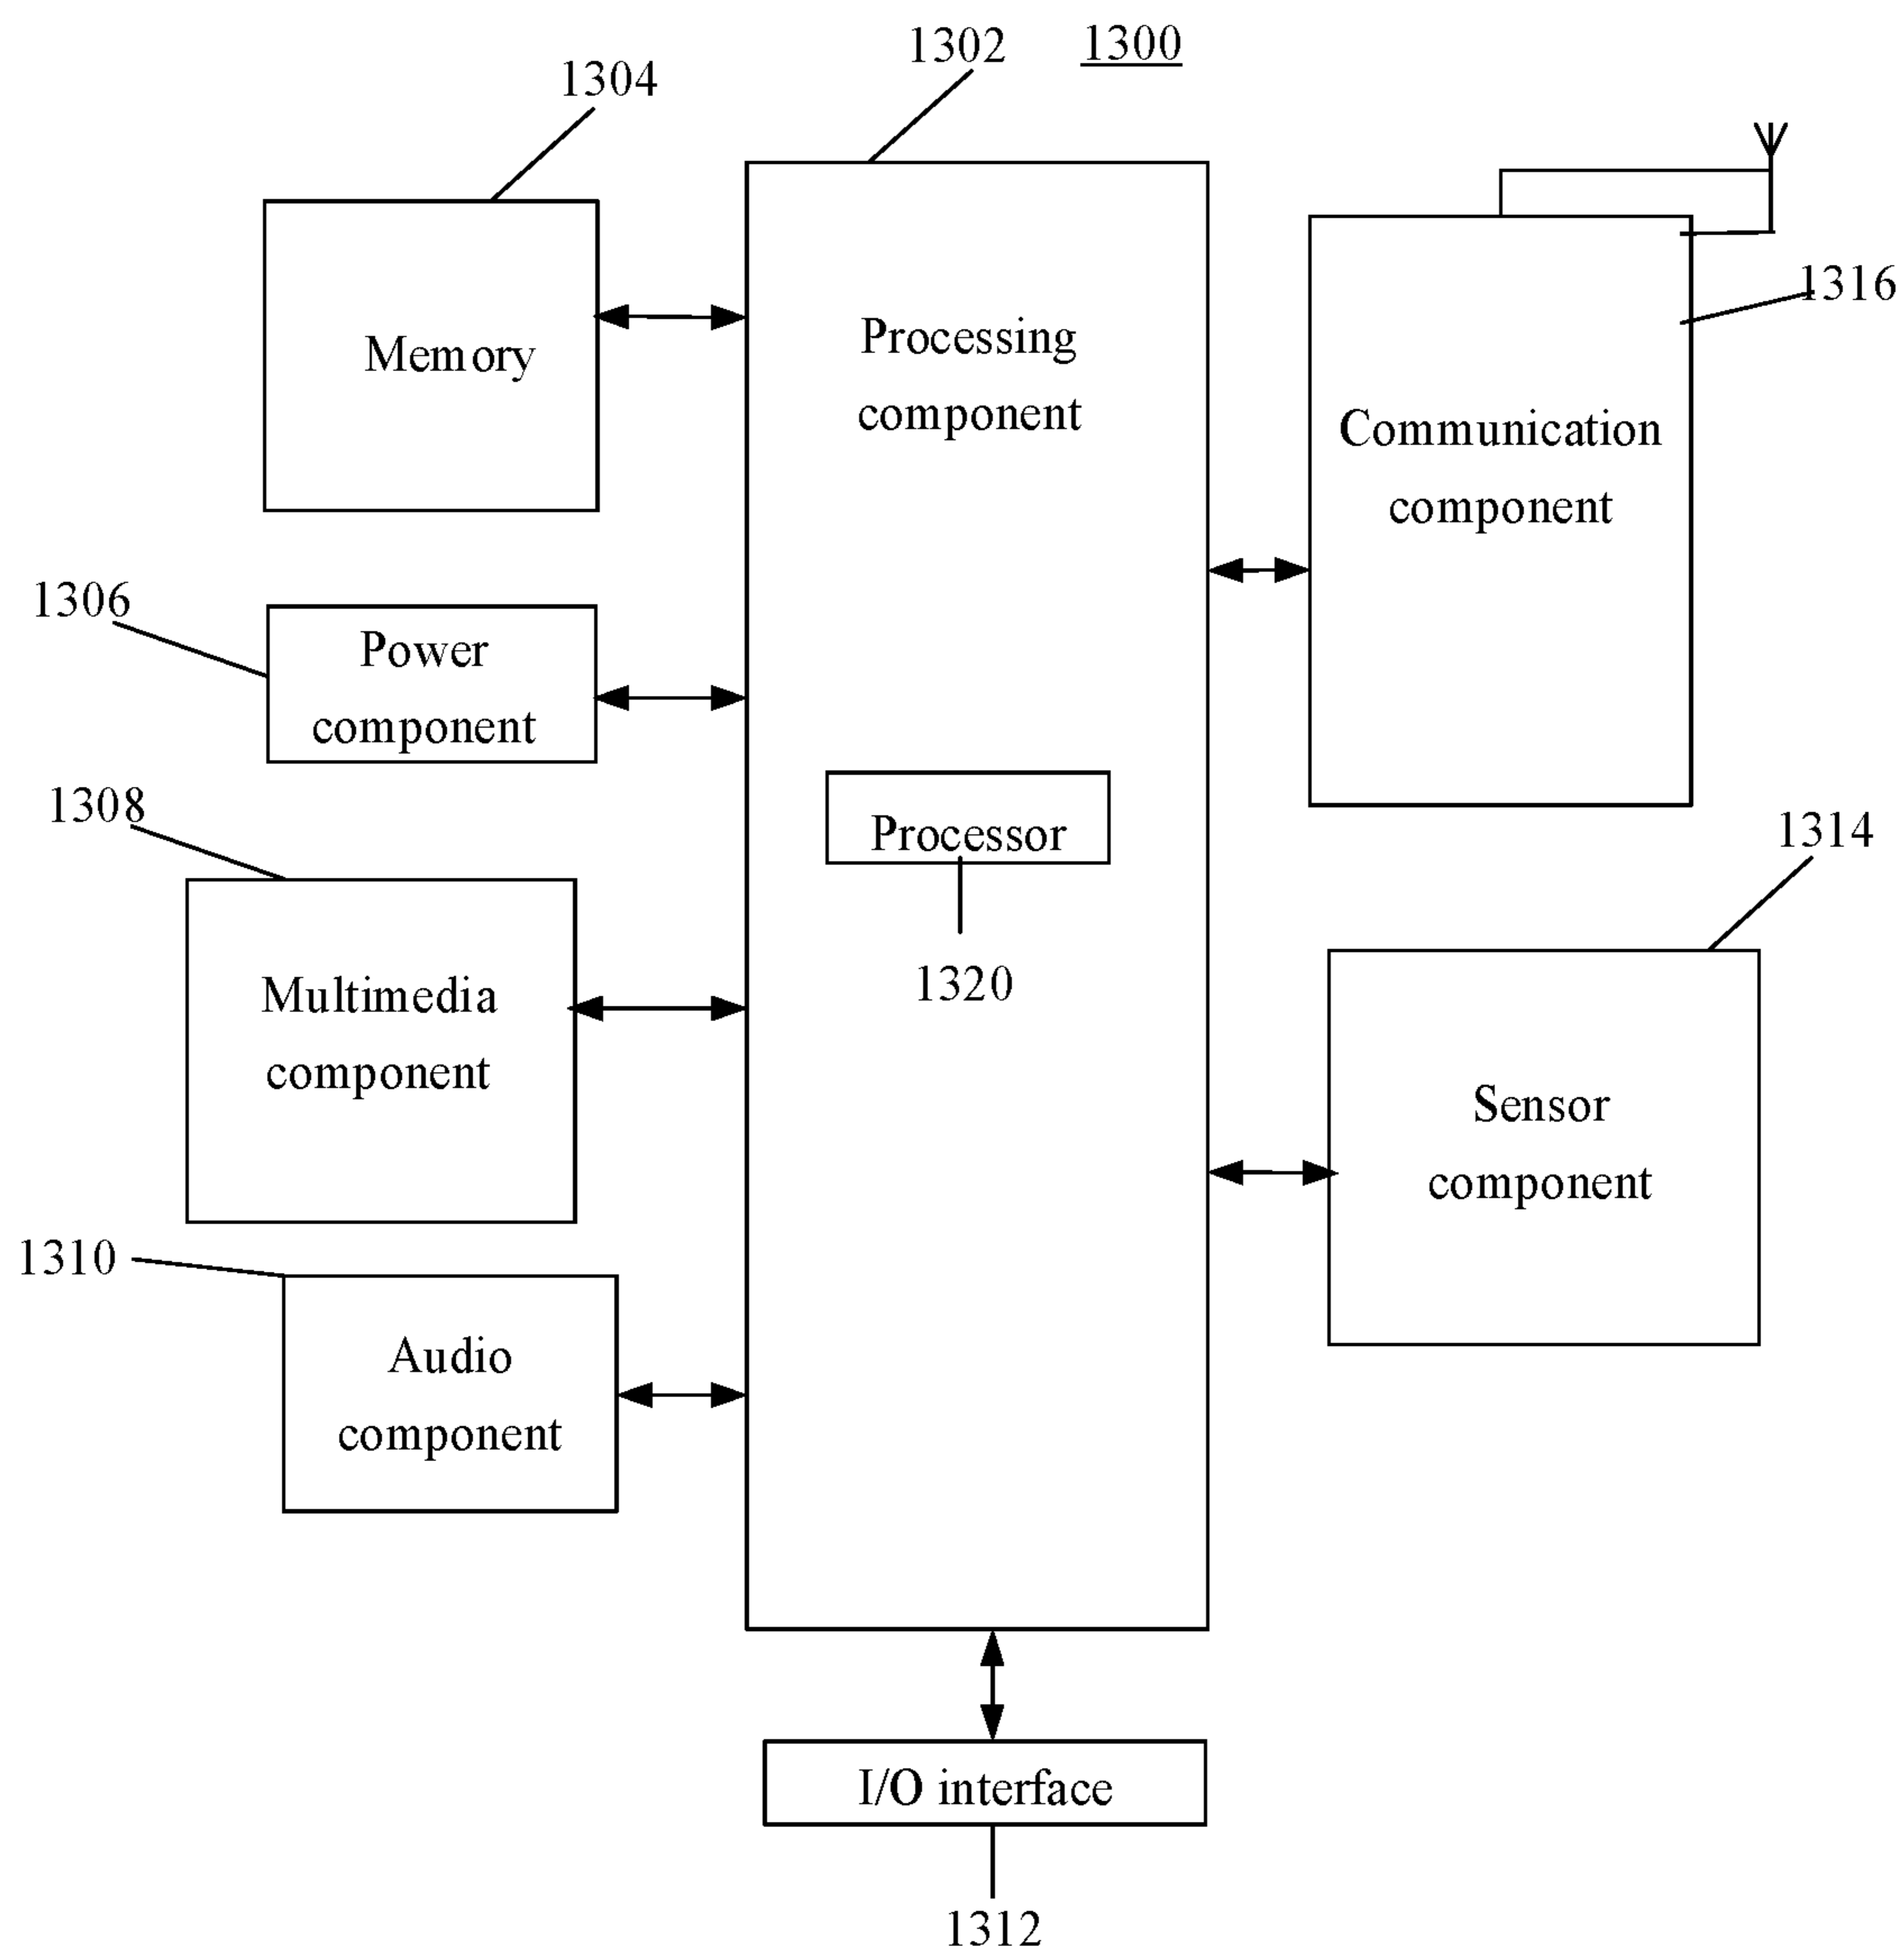 1302
1300
1304
Memory
Processing
component
1316
Communication
component
1306
Power
component
1308
Processor
1314
1320
Multimedia
component
Sensor
component
1310
Audio
component
I/O interface
1312